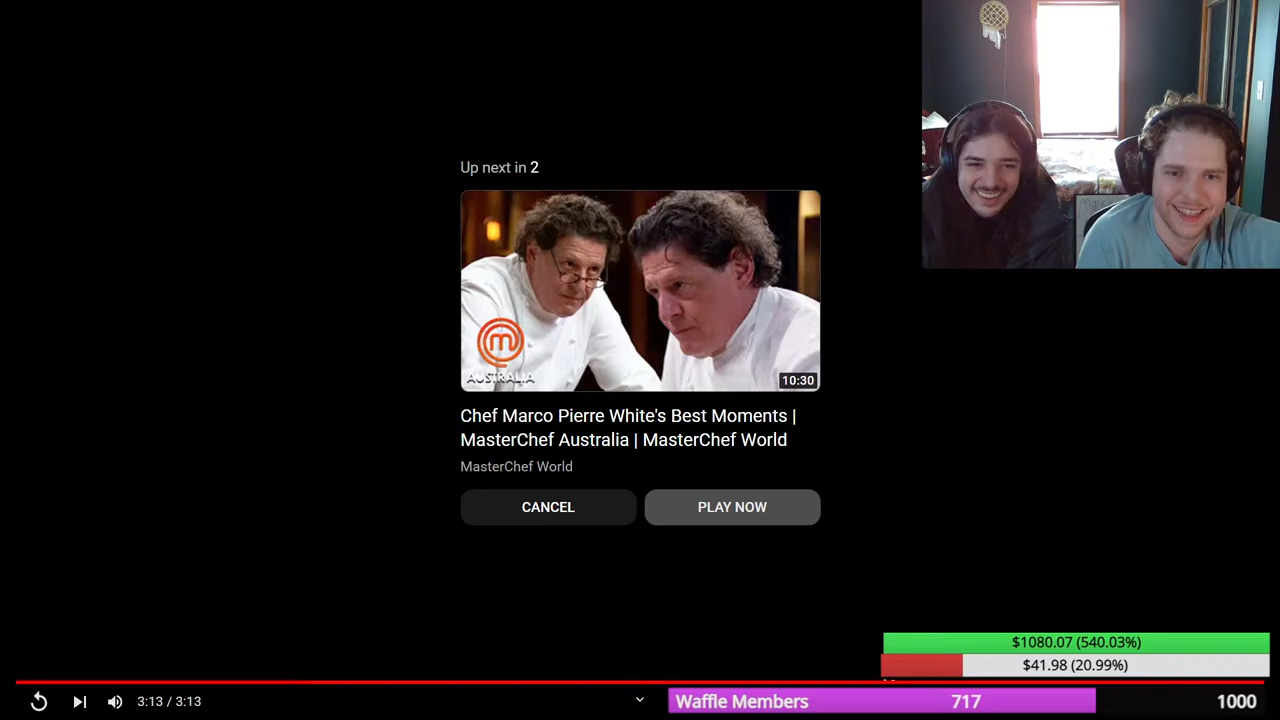 Up next in 2
AUSTRALIA
10:30
Chef Marco Pierre White's Best Moments |
MasterChef Australia | MasterChef World
MasterChef World
CANCEL
PLAY NOW
$1080.07 (540.03%)
$41.98 (20.99%)
3:13 / 3:13
Waffle Members 717 1000